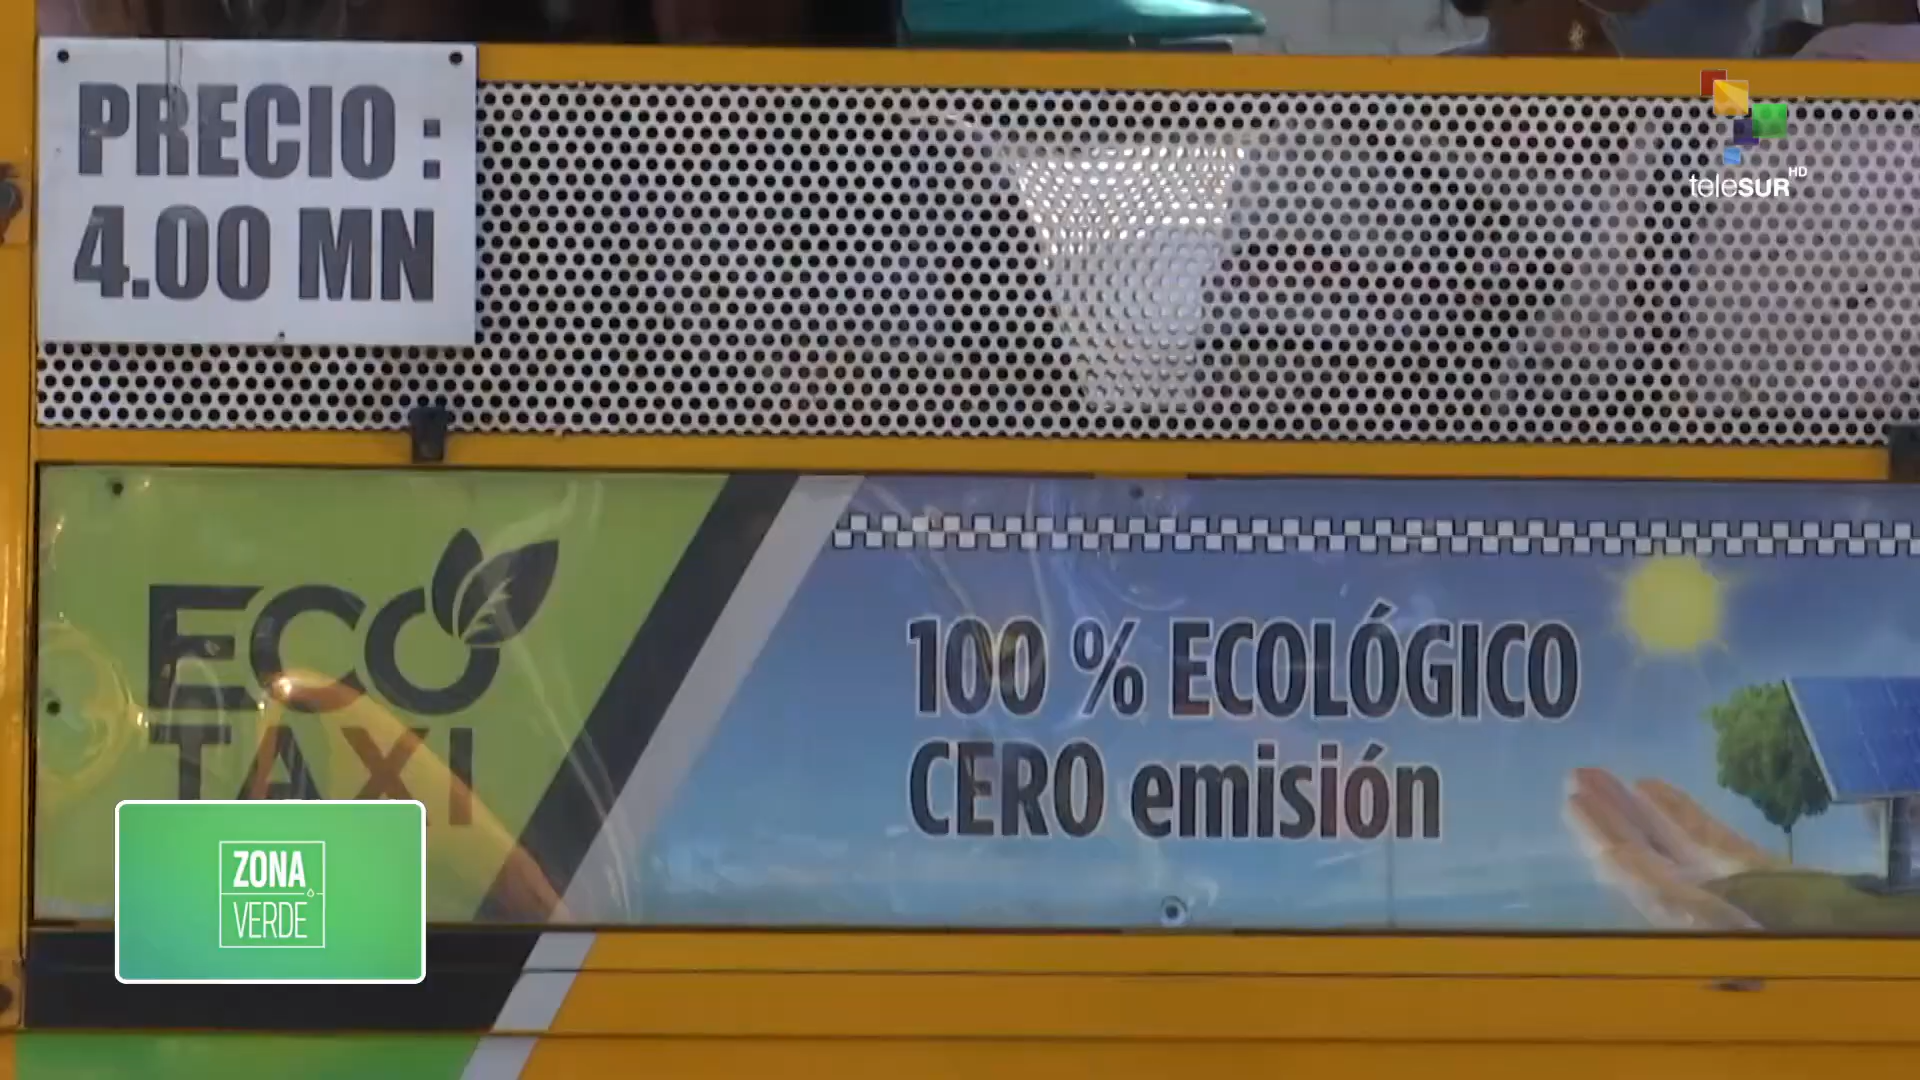 PRECIO :
4.00 MN
teleSUR HD
ECO
TAXI
100 % ECOLÓGICO
CERO emisión
ZONA
VERDE